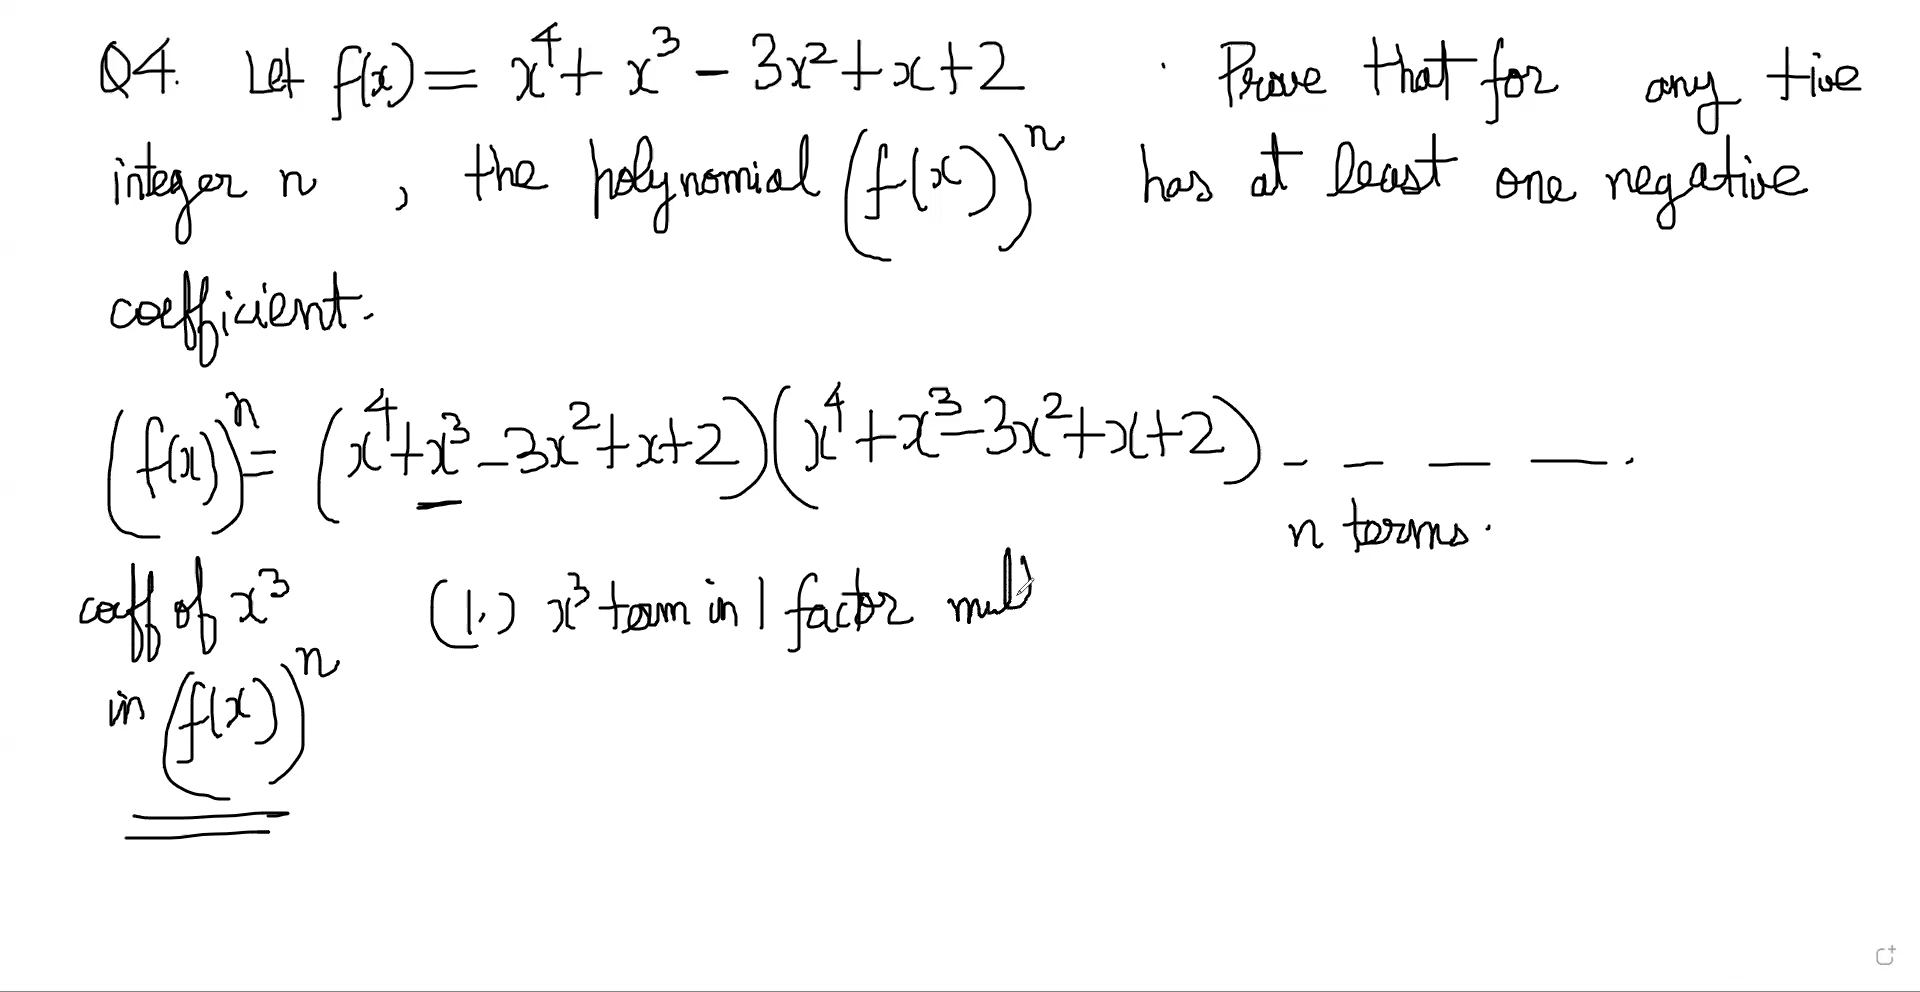 Q4. Let f(x) = x⁴ + x³ - 3x² + x + 2 . Prove that for any +ive
integer n , the polynomial (f(x))ⁿ has at least one negative
coefficient.
(f(x))ⁿ = (x⁴ + x³ - 3x² + x + 2)(x⁴ + x³ - 3x² + x + 2) _ _ _ _ .
n terms.
coeff of x³ (1.) x³ term in 1 factor mult
in (f(x))ⁿ